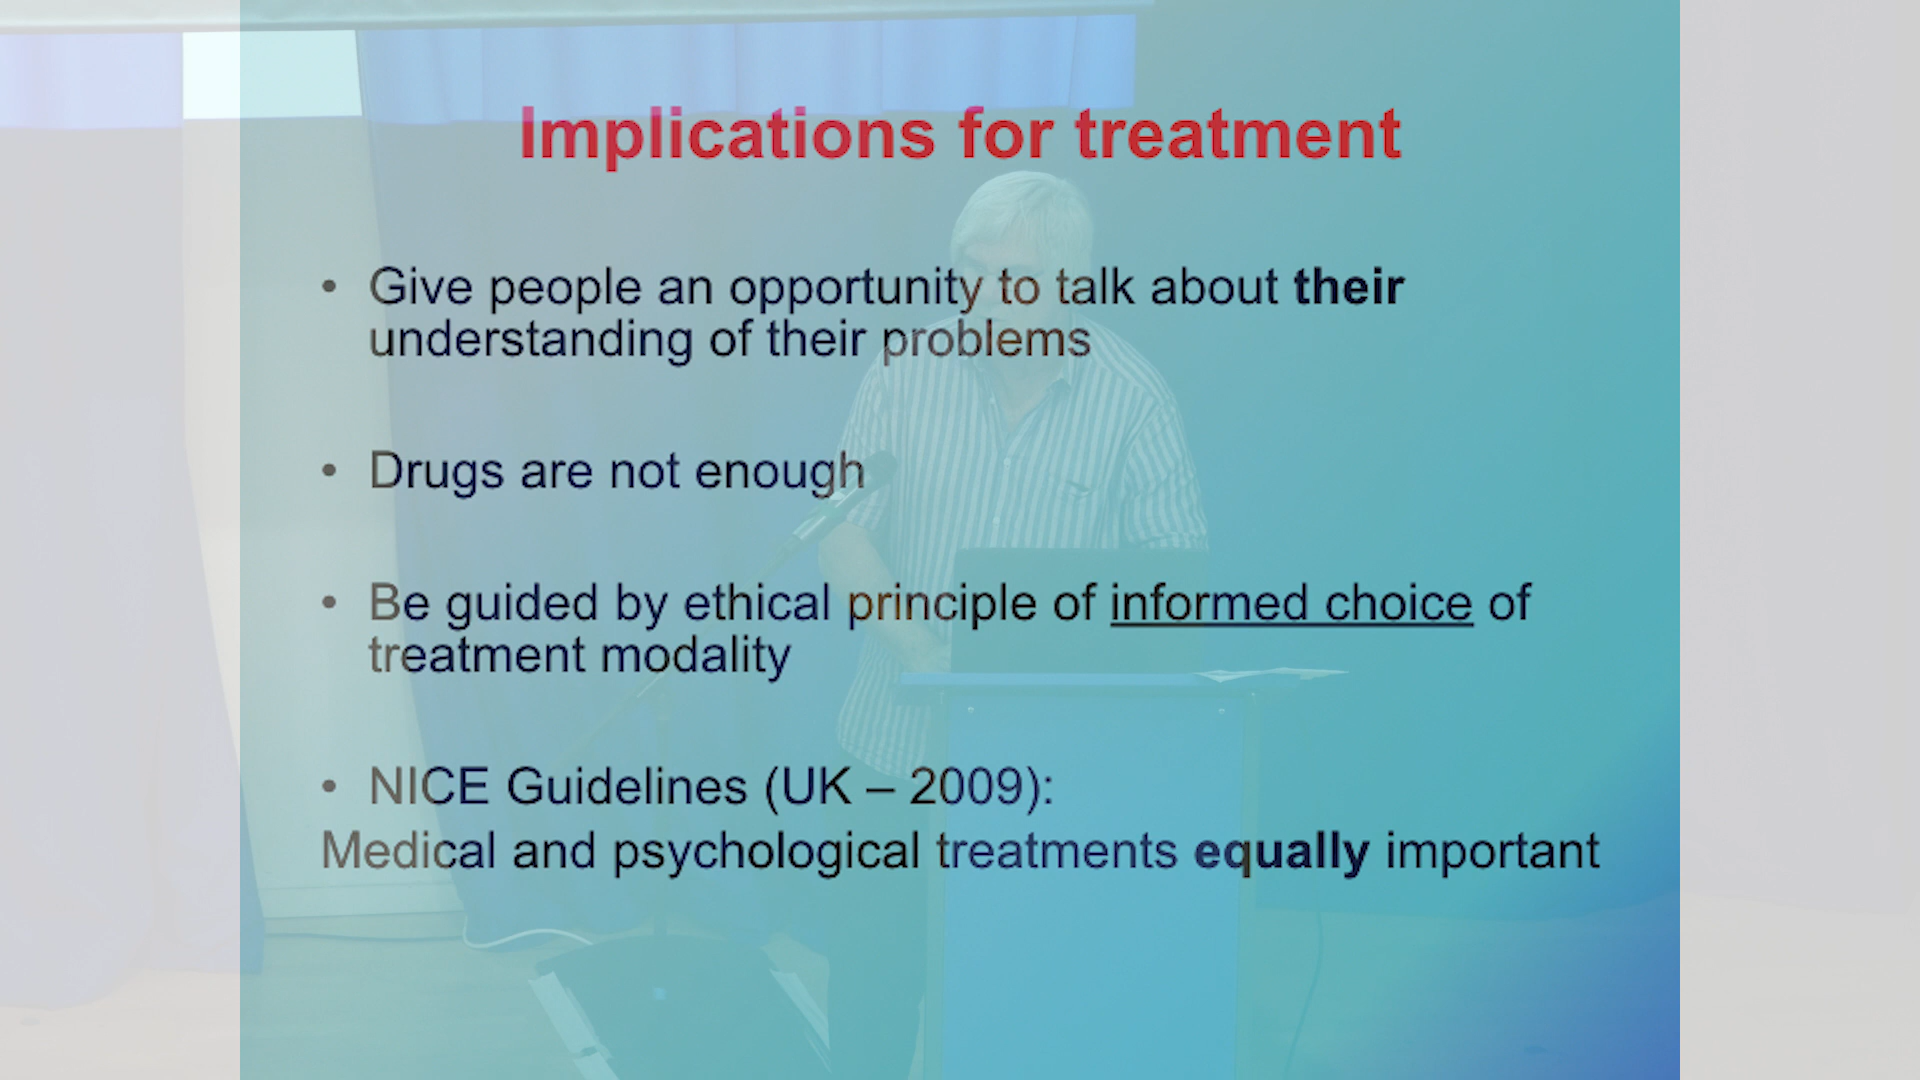 Implications for treatment
• Give people an opportunity to talk about their
understanding of their problems
• Drugs are not enough
• Be guided by ethical principle of informed choice of
treatment modality
• NICE Guidelines (UK – 2009):
Medical and psychological treatments equally important